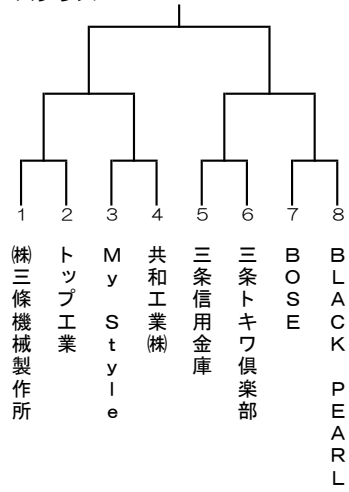 1
2
3
4
5
6
7
8
㈱三條機械製作所
トップ工業
My Style
共和工業㈱
三条信用金庫
三条トキワ倶楽部
BOSE
BLACK PEARL